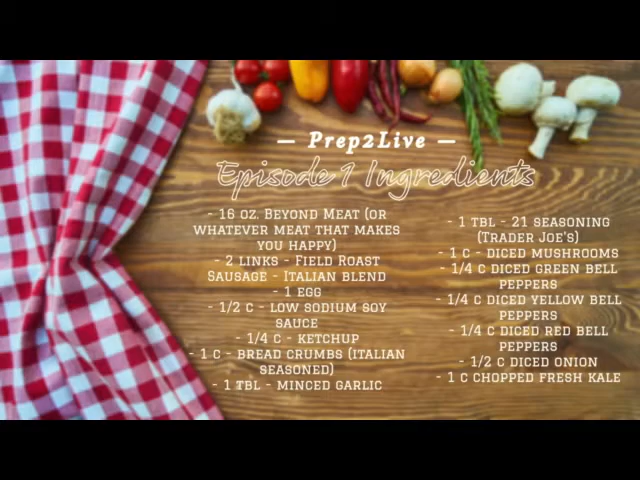 — Prep2Live —
Episode 1 Ingredients
- 16 oz. Beyond Meat (or
whatever meat that makes
you happy)
- 2 links - Field Roast
Sausage - Italian blend
- 1 egg
- 1/2 c - low sodium soy
sauce
- 1/4 c - ketchup
- 1 c - bread crumbs (italian
seasoned)
- 1 tbl - minced garlic
- 1 tbl - 21 seasoning
(Trader Joe's)
- 1 c - diced mushrooms
- 1/4 c diced green bell
peppers
- 1/4 c diced yellow bell
peppers
- 1/4 c diced red bell
peppers
- 1/2 c diced onion
- 1 c chopped fresh kale